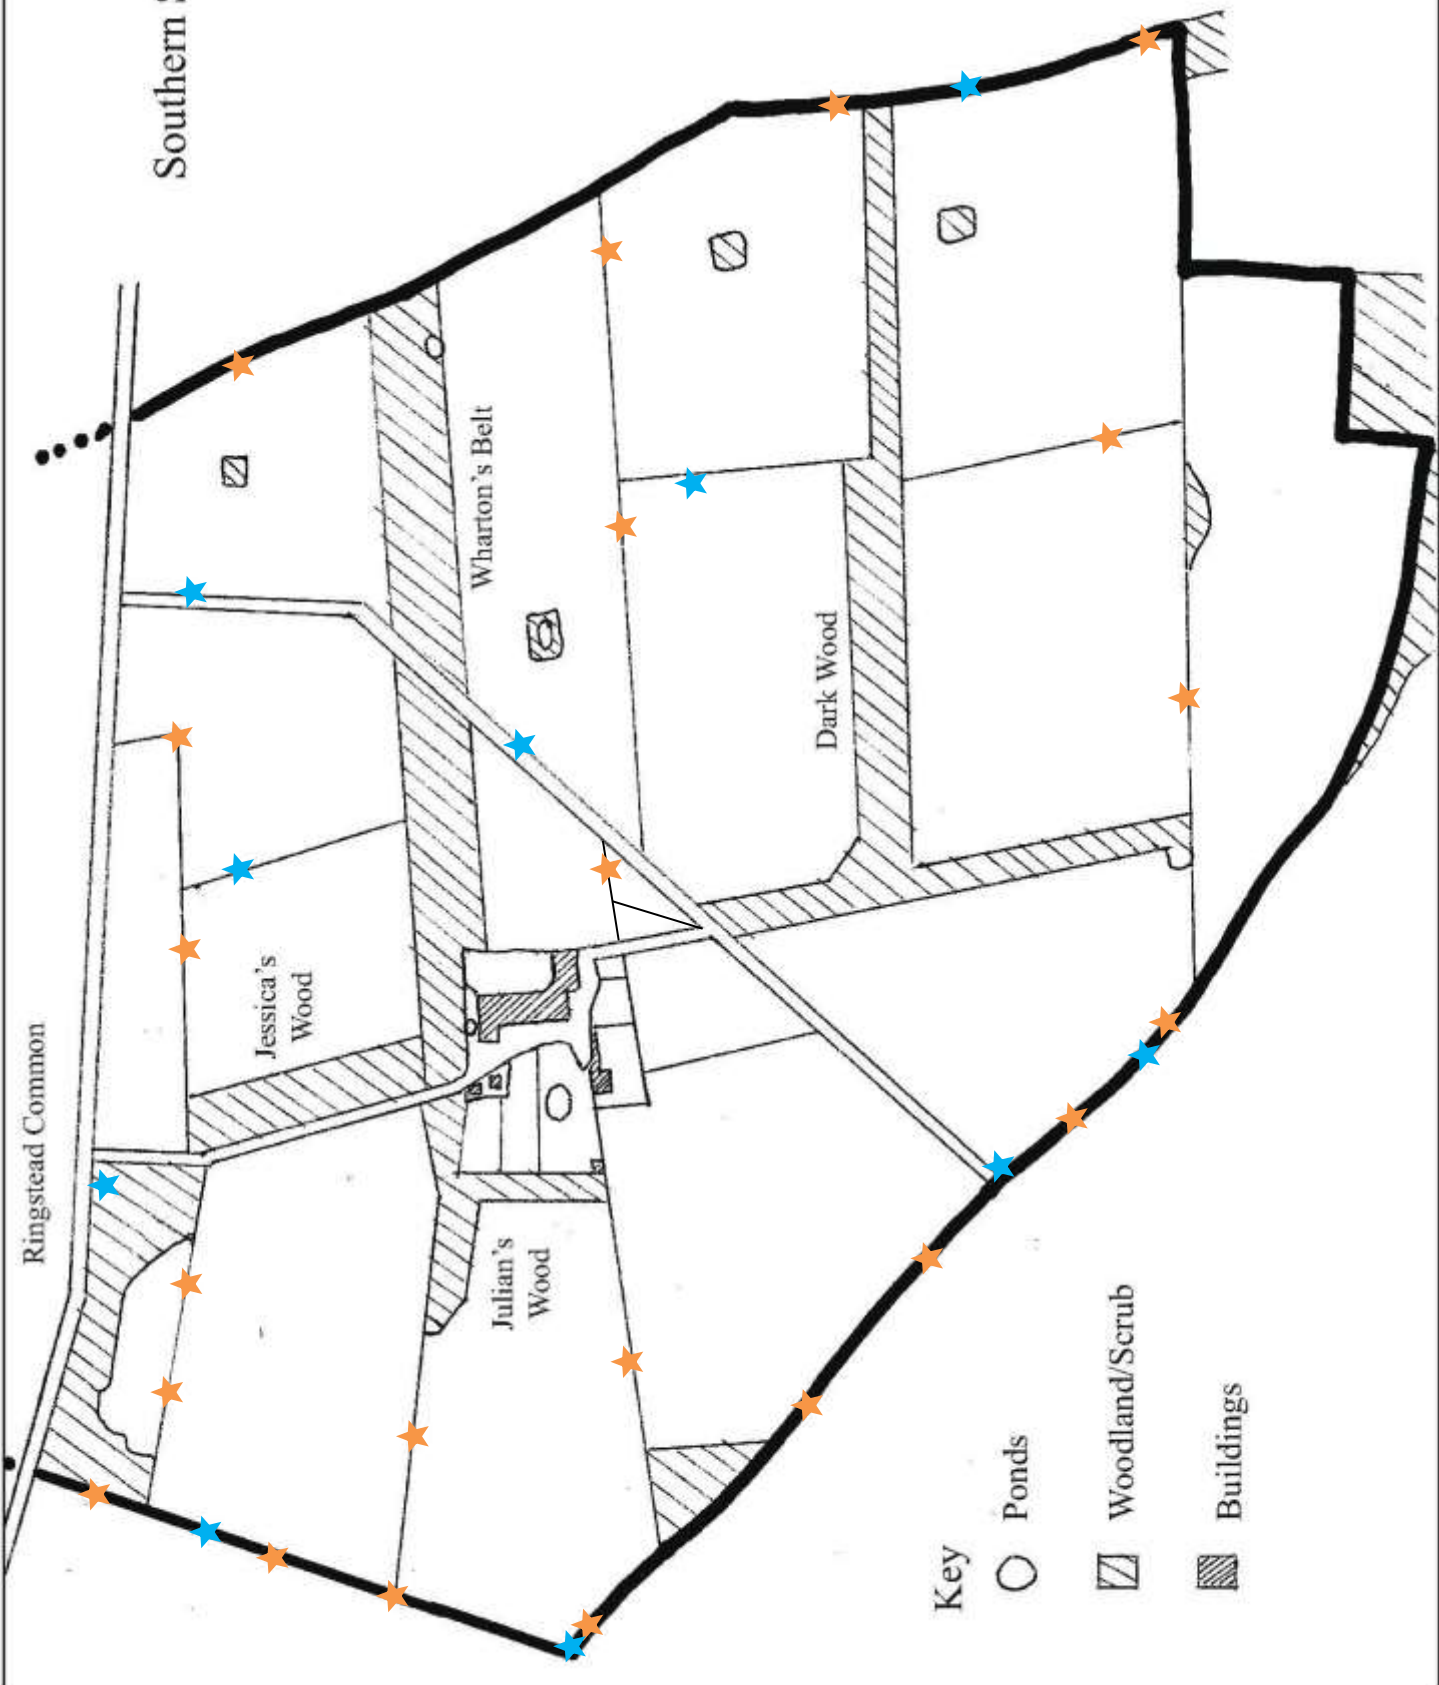 Southern
Ringstead Common
Wharton's Belt
Jessica's
Wood
Dark Wood
Julian's
Wood
Key
Ponds
Woodland/Scrub
Buildings